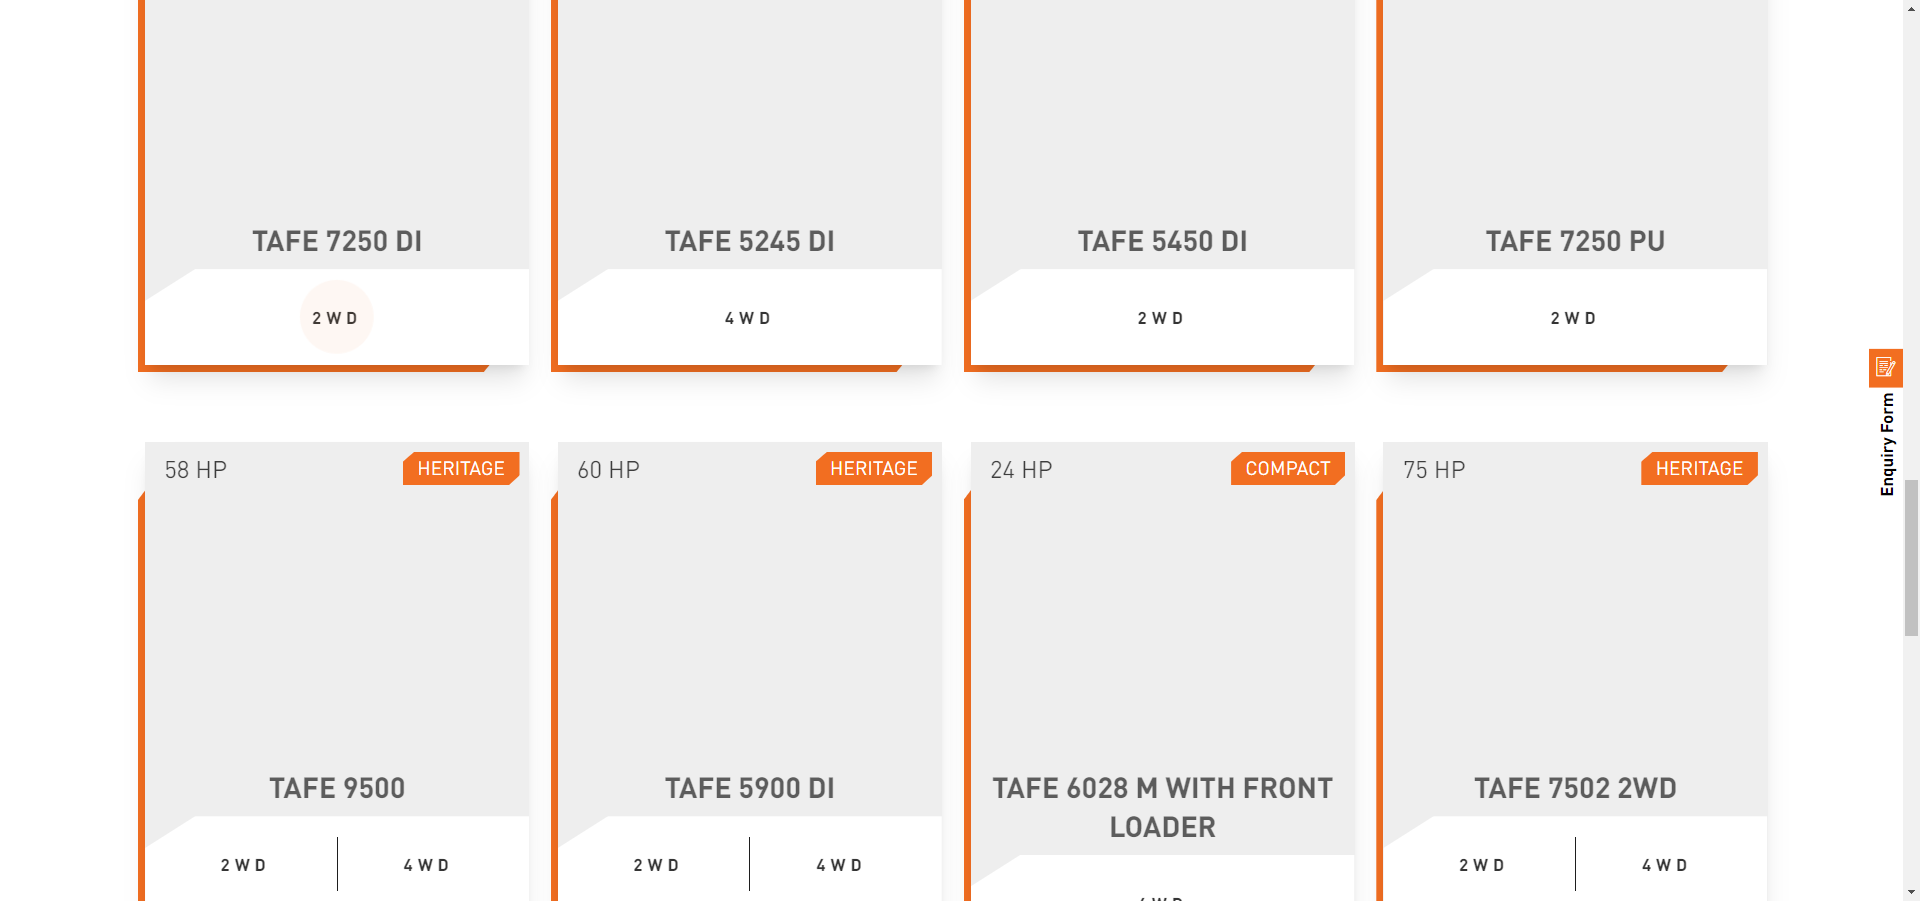 TAFE 7250 DI
TAFE 5245 DI
TAFE 5450 DI
TAFE 7250 PU
2 W D
4 W D
2 W D
2 W D
Enquiry Form
58 HP
HERITAGE
60 HP
HERITAGE
24 HP
COMPACT
75 HP
HERITAGE
TAFE 9500
TAFE 5900 DI
TAFE 6028 M WITH FRONT
LOADER
TAFE 7502 2WD
2 W D
4 W D
2 W D
4 W D
2 W D
4 W D